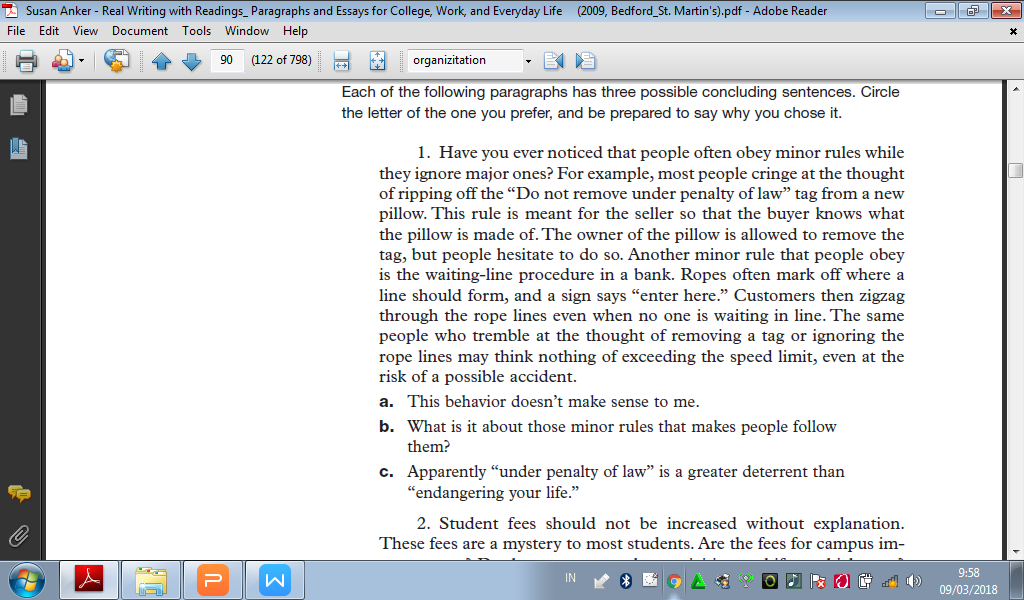 Susan Anker - Real Writing with Readings_ Paragraphs and Essays for College, Work, and Everyday Life (2009, Bedford_St. Martin's).pdf - Adobe Reader
File Edit View Document Tools Window Help
90 (122 of 798) organizitation
Each of the following paragraphs has three possible concluding sentences. Circle
the letter of the one you prefer, and be prepared to say why you chose it.
1. Have you ever noticed that people often obey minor rules while
they ignore major ones? For example, most people cringe at the thought
of ripping off the “Do not remove under penalty of law” tag from a new
pillow. This rule is meant for the seller so that the buyer knows what
the pillow is made of. The owner of the pillow is allowed to remove the
tag, but people hesitate to do so. Another minor rule that people obey
is the waiting-line procedure in a bank. Ropes often mark off where a
line should form, and a sign says “enter here.” Customers then zigzag
through the rope lines even when no one is waiting in line. The same
people who tremble at the thought of removing a tag or ignoring the
rope lines may think nothing of exceeding the speed limit, even at the
risk of a possible accident.
a. This behavior doesn’t make sense to me.
b. What is it about those minor rules that makes people follow
them?
c. Apparently “under penalty of law” is a greater deterrent than
“endangering your life.”
2. Student fees should not be increased without explanation.
These fees are a mystery to most students. Are the fees for campus im-
IN 9:58
09/03/2018